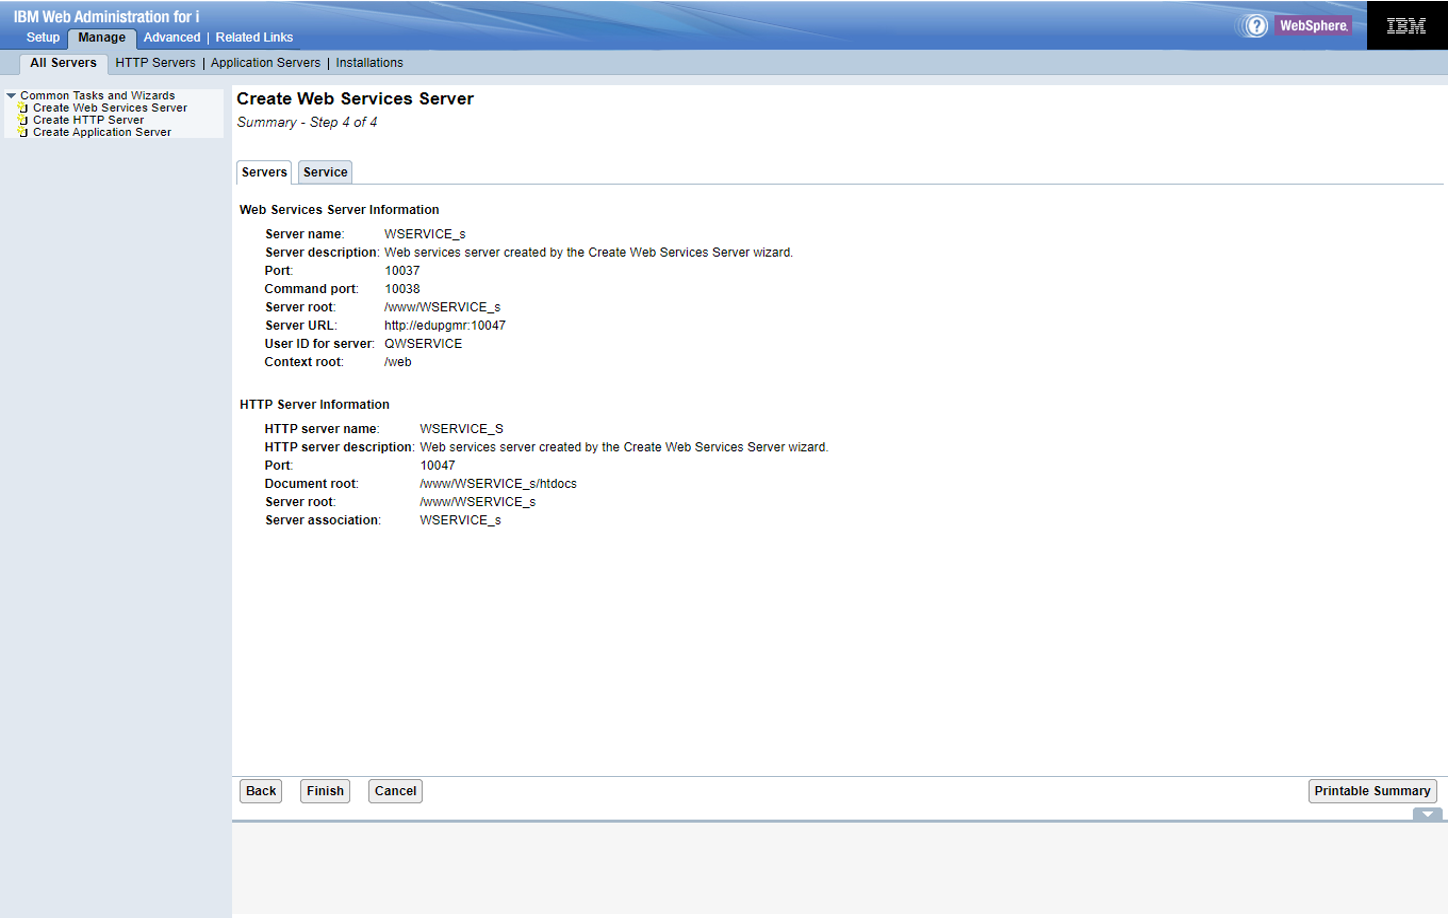 IBM Web Administration for i
Setup Manage Advanced | Related Links
? WebSphere. IBM
All Servers HTTP Servers | Application Servers | Installations
Common Tasks and Wizards
Create Web Services Server
Create HTTP Server
Create Application Server
Create Web Services Server
Summary - Step 4 of 4
Servers Service
Web Services Server Information
Server name: WSERVICE_s
Server description: Web services server created by the Create Web Services Server wizard.
Port: 10037
Command port: 10038
Server root: /www/WSERVICE_s
Server URL: http://edupgmr:10047
User ID for server: QWSERVICE
Context root: /web
HTTP Server Information
HTTP server name: WSERVICE_S
HTTP server description: Web services server created by the Create Web Services Server wizard.
Port: 10047
Document root: /www/WSERVICE_s/htdocs
Server root: /www/WSERVICE_s
Server association: WSERVICE_s
Back Finish Cancel Printable Summary